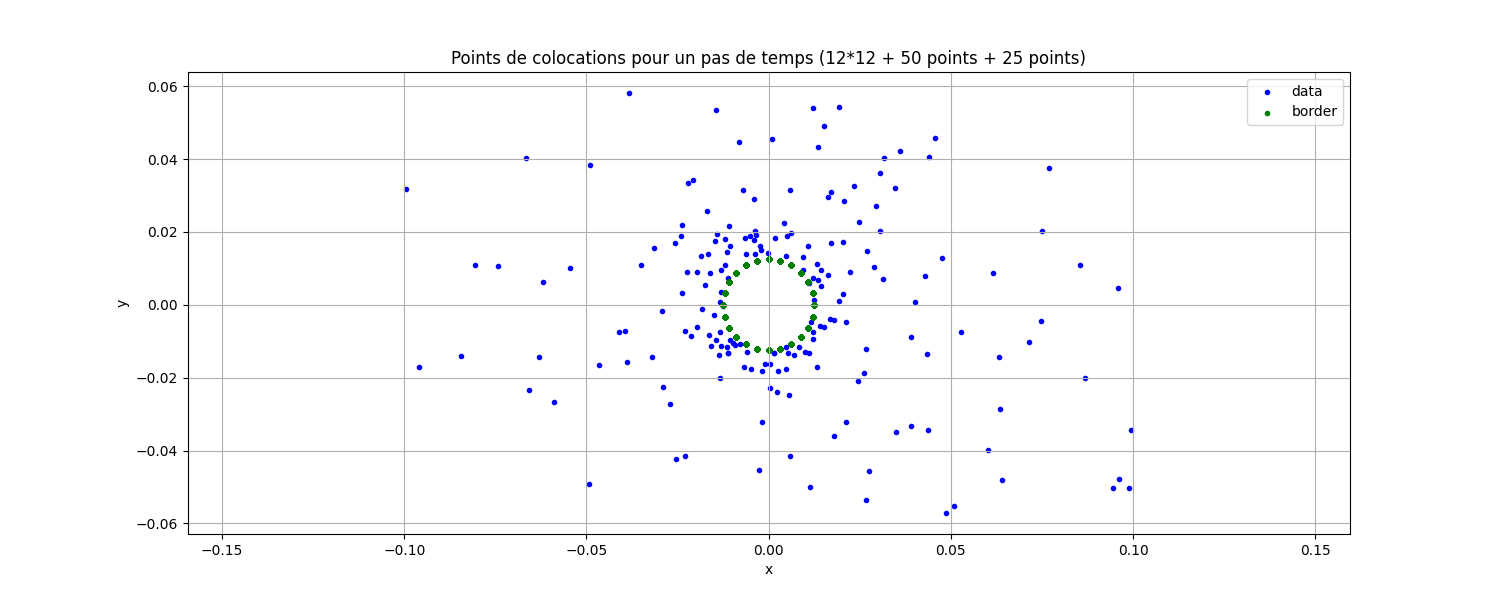 Points de colocations pour un pas de temps (12*12 + 50 points + 25 points)
data
border
0.06
0.04
0.02
0.00
−0.02
−0.04
−0.06
y
−0.15
−0.10
−0.05
0.00
0.05
0.10
0.15
x